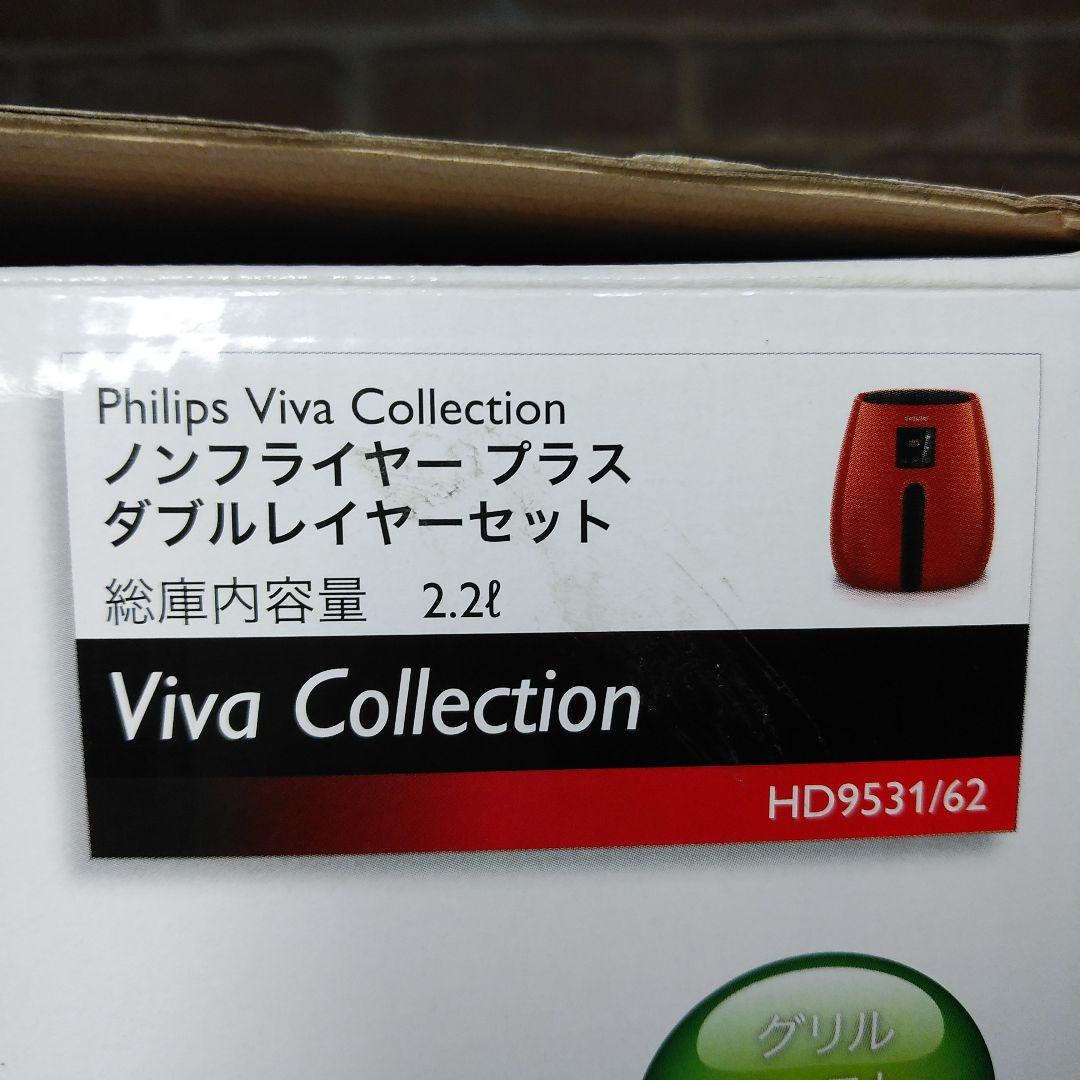 Philips Viva Collection
ノンフライヤー プラス
ダブルレイヤーセット
総庫内容量 2.2ℓ
Viva Collection
HD9531/62
グリル